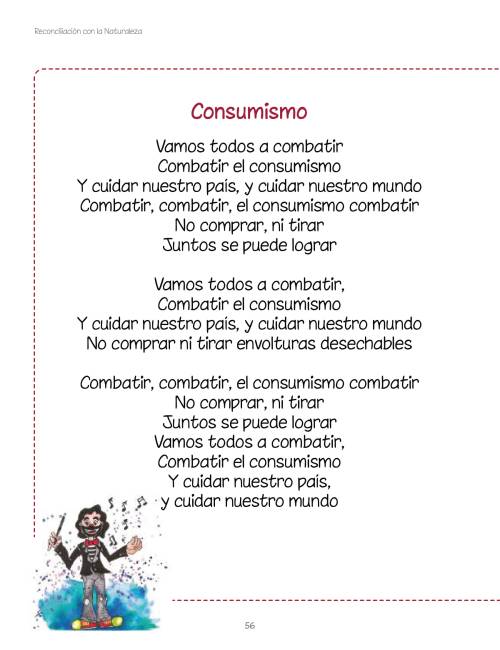 Reconciliación con la Naturaleza
Consumismo
Vamos todos a combatir
Combatir el consumismo
Y cuidar nuestro país, y cuidar nuestro mundo
Combatir, combatir, el consumismo combatir
No comprar, ni tirar
Juntos se puede lograr
Vamos todos a combatir,
Combatir el consumismo
Y cuidar nuestro país, y cuidar nuestro mundo
No comprar ni tirar envolturas desechables
Combatir, combatir, el consumismo combatir
No comprar, ni tirar
Juntos se puede lograr
Vamos todos a combatir,
Combatir el consumismo
Y cuidar nuestro país,
y cuidar nuestro mundo
56